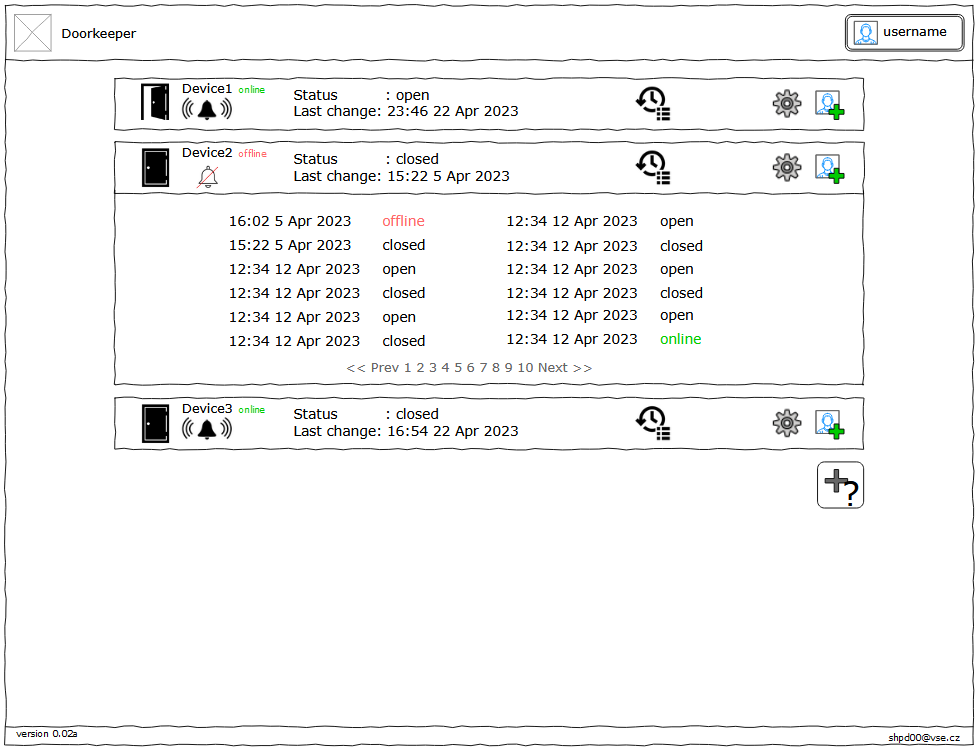 Doorkeeper
username
Device1 online
Status : open
Last change: 23:46 22 Apr 2023
Device2 offline
Status : closed
Last change: 15:22 5 Apr 2023
16:02 5 Apr 2023 offline 12:34 12 Apr 2023 open
15:22 5 Apr 2023 closed 12:34 12 Apr 2023 closed
12:34 12 Apr 2023 open 12:34 12 Apr 2023 open
12:34 12 Apr 2023 closed 12:34 12 Apr 2023 closed
12:34 12 Apr 2023 open 12:34 12 Apr 2023 open
12:34 12 Apr 2023 closed 12:34 12 Apr 2023 online
<< Prev 1 2 3 4 5 6 7 8 9 10 Next >>
Device3 online
Status : closed
Last change: 16:54 22 Apr 2023
?
version 0.02a
shpd00@vse.cz